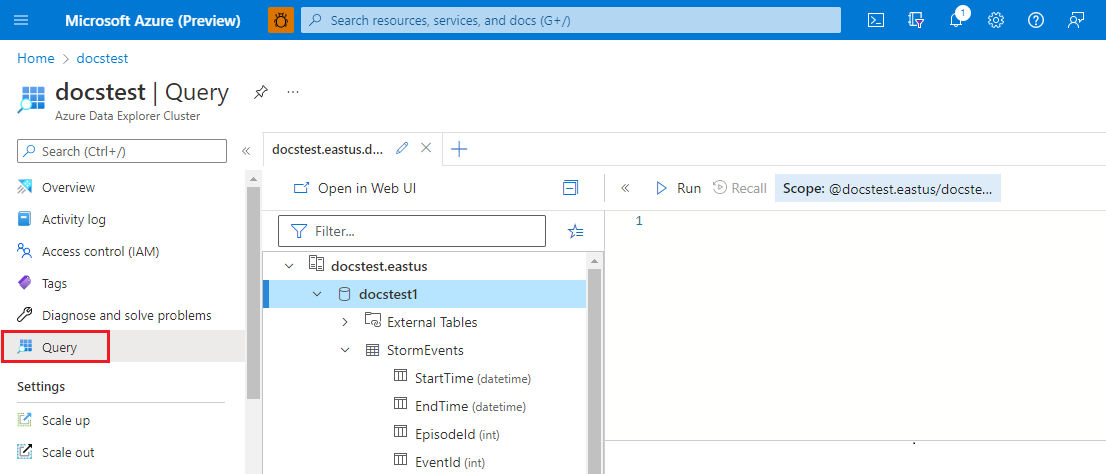 Microsoft Azure (Preview)
Search resources, services, and docs (G+/)
1
Home > docstest
docstest | Query
...
Azure Data Explorer Cluster
Search (Ctrl+/)
«
Overview
Activity log
Access control (IAM)
Tags
Diagnose and solve problems
Query
Settings
Scale up
Scale out
docstest.eastus.d...
Open in Web UI
Filter...
docstest.eastus
docstest1
External Tables
StormEvents
StartTime (datetime)
EndTime (datetime)
EpisodeId (int)
EventId (int)
«
Run
Recall
Scope: @docstest.eastus/docste...
1